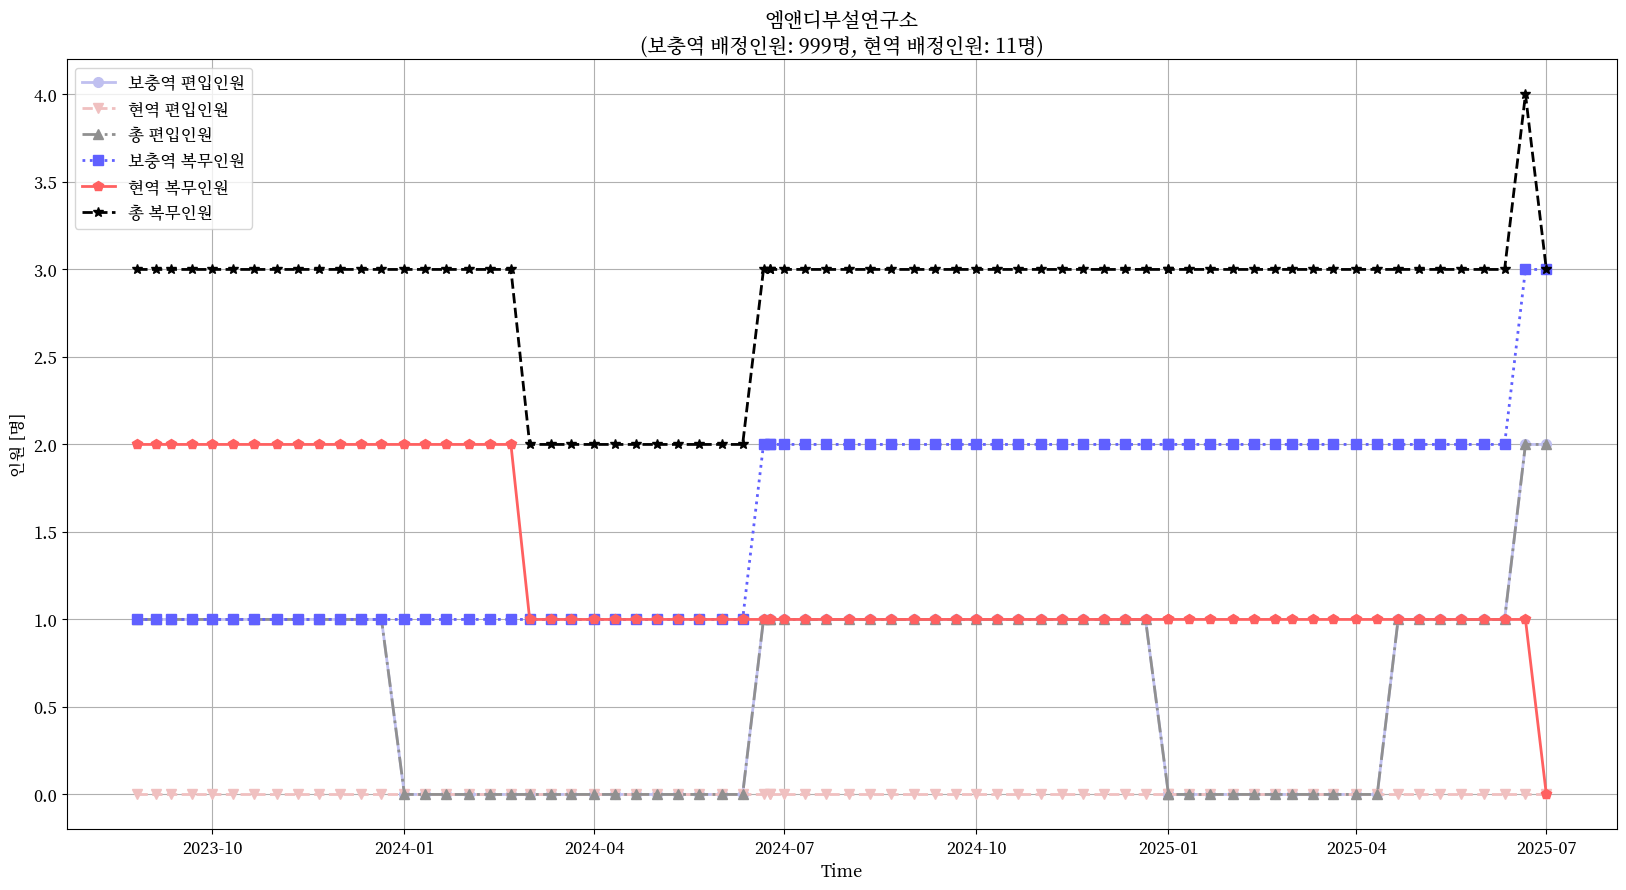 엠앤디부설연구소
(보충역 배정인원: 999명, 현역 배정인원: 11명)
보충역 편입인원
현역 편입인원
총 편입인원
보충역 복무인원
현역 복무인원
총 복무인원
4.0
3.5
3.0
2.5
2.0
1.5
1.0
0.5
0.0
인원 [명]
2023-10
2024-01
2024-04
2024-07
2024-10
2025-01
2025-04
2025-07
Time